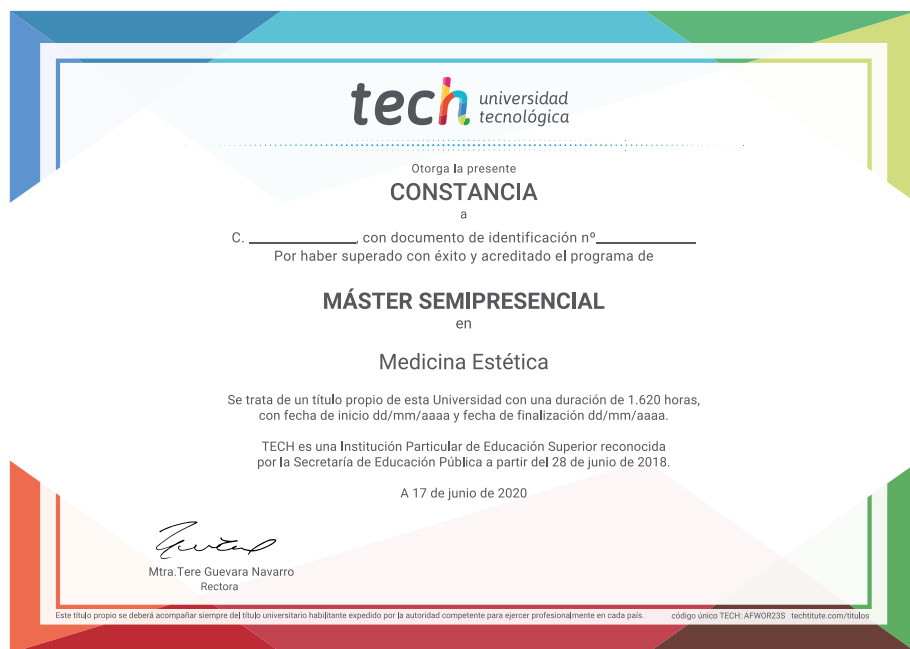 tech universidad
tecnológica
Otorga la presente
CONSTANCIA
a
C. ____________, con documento de identificación nº____________
Por haber superado con éxito y acreditado el programa de
MÁSTER SEMIPRESENCIAL
en
Medicina Estética
Se trata de un título propio de esta Universidad con una duración de 1.620 horas,
con fecha de inicio dd/mm/aaaa y fecha de finalización dd/mm/aaaa.
TECH es una Institución Particular de Educación Superior reconocida
por la Secretaría de Educación Pública a partir del 28 de junio de 2018.
A 17 de junio de 2020
Mtra.Tere Guevara Navarro
Rectora
Este título propio se deberá acompañar siempre del título universitario habilitante expedido por la autoridad competente para ejercer profesionalmente en cada país. código único TECH: AFWOR23S techtitute.com/titulos